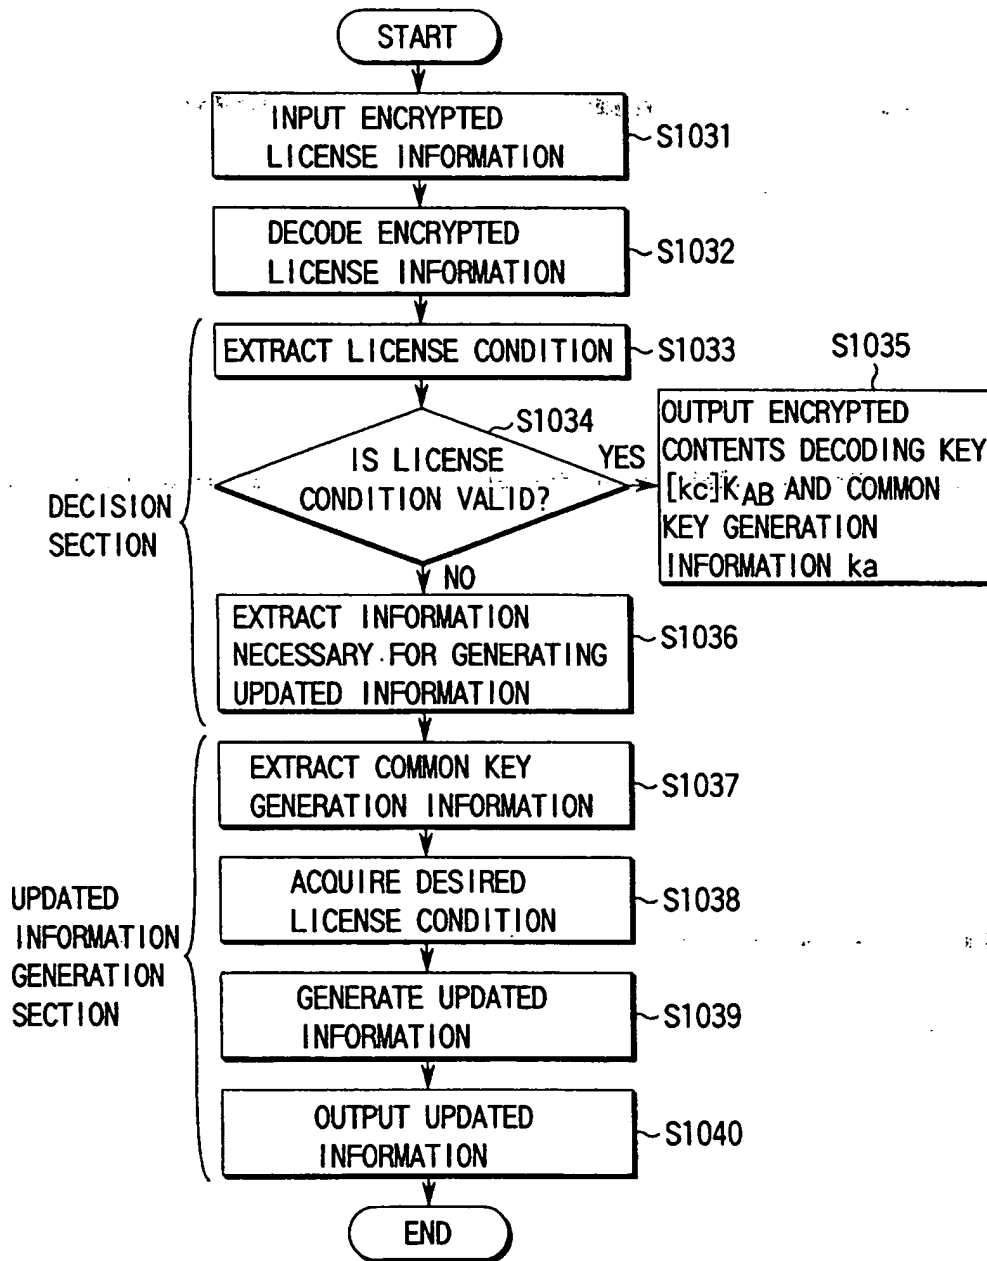 START
INPUT ENCRYPTED
LICENSE INFORMATION
S1031
DECODE ENCRYPTED
LICENSE INFORMATION
S1032
EXTRACT LICENSE CONDITION
S1033
S1035
OUTPUT ENCRYPTED
CONTENTS DECODING KEY
[kc]KAB AND COMMON
KEY GENERATION
INFORMATION ka
S1034
IS LICENSE
CONDITION VALID?
YES
NO
DECISION
SECTION
EXTRACT INFORMATION
NECESSARY FOR GENERATING
UPDATED INFORMATION
S1036
EXTRACT COMMON KEY
GENERATION INFORMATION
S1037
ACQUIRE DESIRED
LICENSE CONDITION
S1038
UPDATED
INFORMATION
GENERATION
SECTION
GENERATE UPDATED
INFORMATION
S1039
OUTPUT UPDATED
INFORMATION
S1040
END